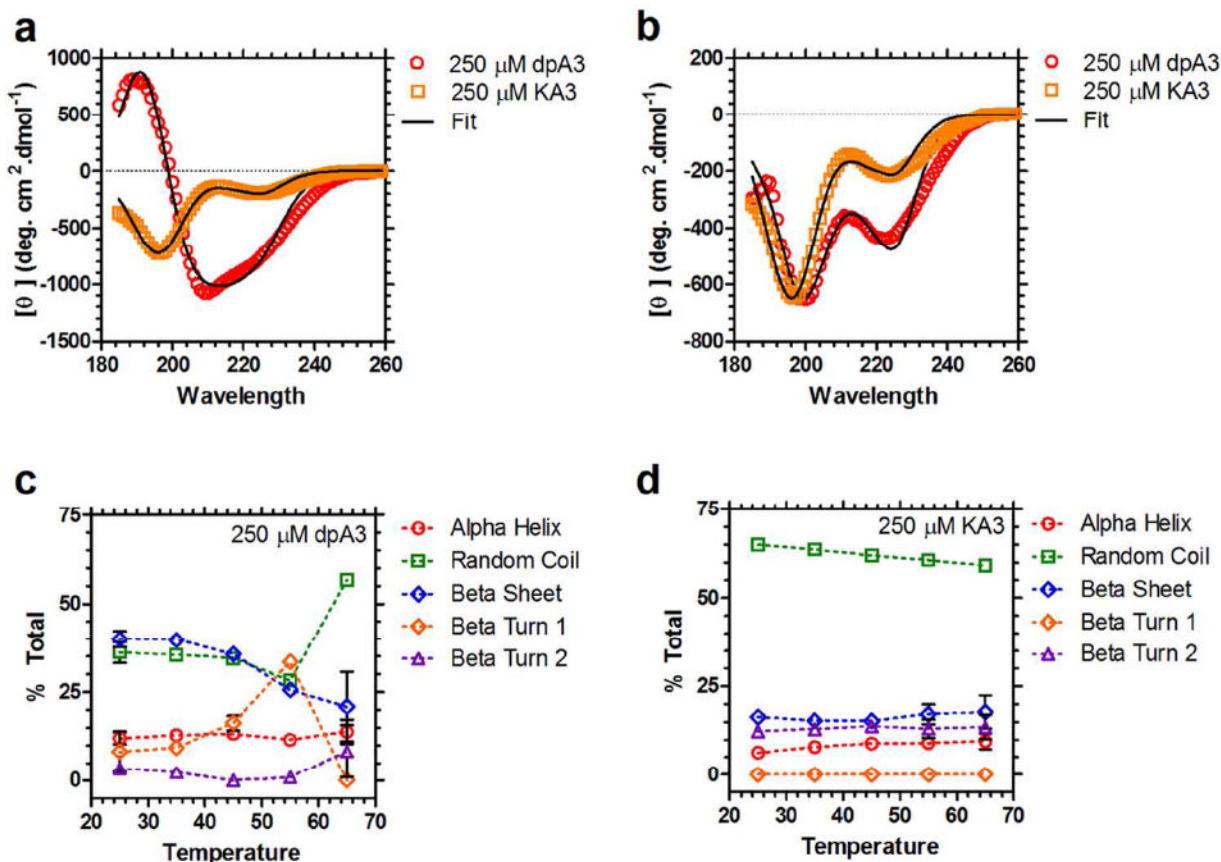 a
[θ] (deg. cm².dmol⁻¹)
1000
500
0
-500
-1000
-1500
180 200 220 240 260
Wavelength
250 μM dpA3
250 μM KA3
Fit
b
[θ] (deg. cm².dmol⁻¹)
200
0
-200
-400
-600
-800
180 200 220 240 260
Wavelength
250 μM dpA3
250 μM KA3
Fit
c
% Total
75
50
25
0
20 30 40 50 60 70
Temperature
250 μM dpA3
Alpha Helix
Random Coil
Beta Sheet
Beta Turn 1
Beta Turn 2
d
% Total
75
50
25
0
20 30 40 50 60 70
Temperature
250 μM KA3
Alpha Helix
Random Coil
Beta Sheet
Beta Turn 1
Beta Turn 2